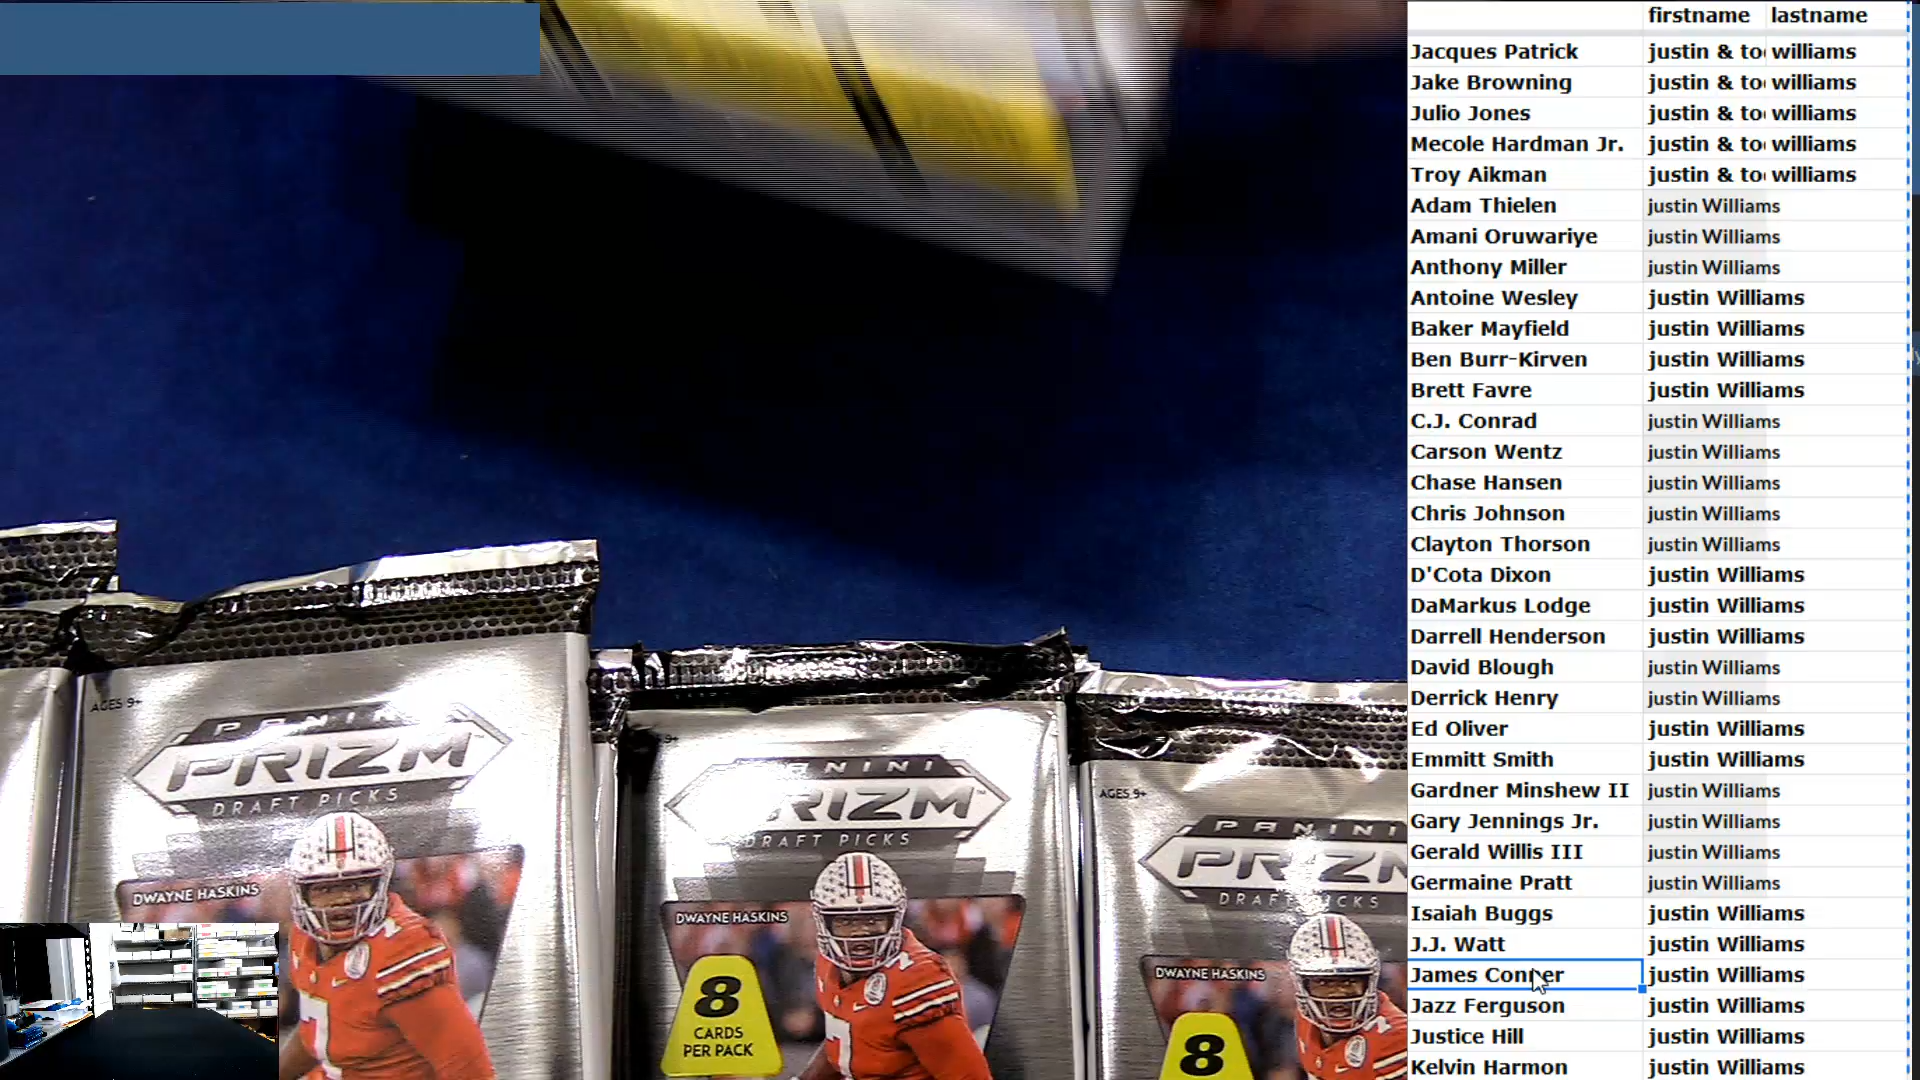 firstname lastname
Jacques Patrick justin & to williams
Jake Browning justin & to williams
Julio Jones justin & to williams
Mecole Hardman Jr. justin & to williams
Troy Aikman justin & to williams
Adam Thielen justin Williams
Amani Oruwariye justin Williams
Anthony Miller justin Williams
Antoine Wesley justin Williams
Baker Mayfield justin Williams
Ben Burr-Kirven justin Williams
Brett Favre justin Williams
C.J. Conrad justin Williams
Carson Wentz justin Williams
Chase Hansen justin Williams
Chris Johnson justin Williams
Clayton Thorson justin Williams
D'Cota Dixon justin Williams
DaMarkus Lodge justin Williams
Darrell Henderson justin Williams
David Blough justin Williams
Derrick Henry justin Williams
Ed Oliver justin Williams
Emmitt Smith justin Williams
Gardner Minshew II justin Williams
Gary Jennings Jr. justin Williams
Gerald Willis III justin Williams
Germaine Pratt justin Williams
Isaiah Buggs justin Williams
J.J. Watt justin Williams
James Conner justin Williams
Jazz Ferguson justin Williams
Justice Hill justin Williams
Kelvin Harmon justin Williams
AGES 9+
PANINI
PRIZM
DRAFT PICKS
DWAYNE HASKINS
7
PANINI
PRIZM
DRAFT PICKS
DWAYNE HASKINS
8
CARDS
PER PACK
7
AGES 9+
PANINI
PRIZM
DRAFT PICKS
DWAYNE HASKINS
8